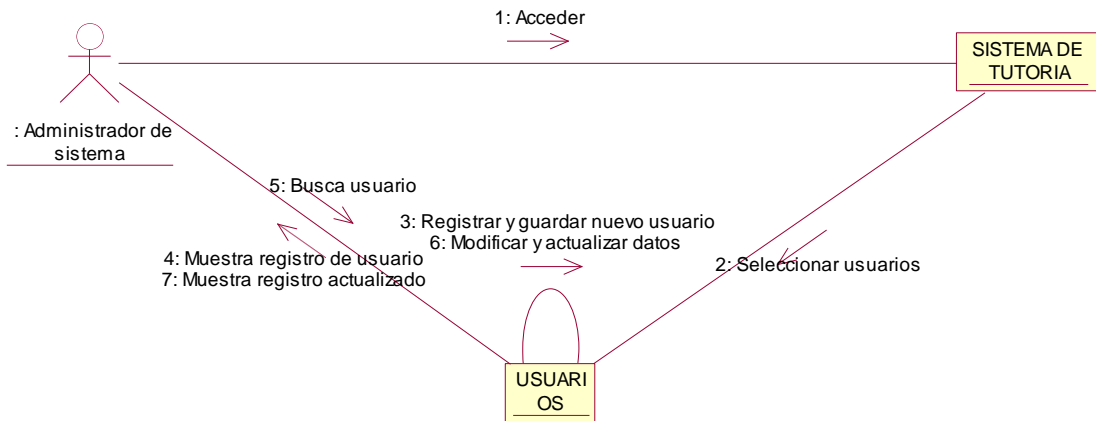 1: Acceder
SISTEMA DE
TUTORIA
: Administrador de
sistema
5: Busca usuario
3: Registrar y guardar nuevo usuario
6: Modificar y actualizar datos
4: Muestra registro de usuario
7: Muestra registro actualizado
2: Seleccionar usuarios
USUARI
OS